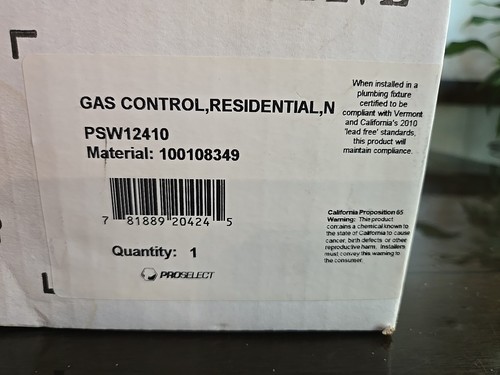 When installed in a
plumbing fixture
certified to be
compliant with Vermont
and California's 2010
'lead free' standards,
this product will
maintain compliance.
GAS CONTROL,RESIDENTIAL,N
PSW12410
Material: 100108349
7 81889 20424 5
Quantity: 1
PROSELECT
California Proposition 65
Warning: This product
contains a chemical known to
the state of California to cause
cancer, birth defects or other
reproductive harm. Installers
must convey this warning to
the consumer.